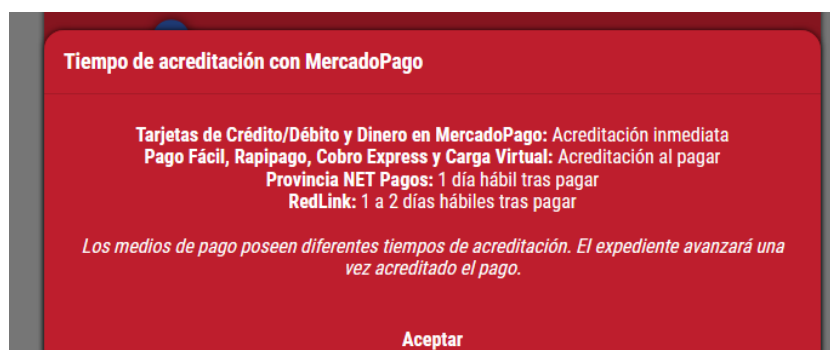 Tiempo de acreditación con MercadoPago
Tarjetas de Crédito/Débito y Dinero en MercadoPago: Acreditación inmediata
Pago Fácil, Rapipago, Cobro Express y Carga Virtual: Acreditación al pagar
Provincia NET Pagos: 1 día hábil tras pagar
RedLink: 1 a 2 días hábiles tras pagar
Los medios de pago poseen diferentes tiempos de acreditación. El expediente avanzará una
vez acreditado el pago.
Aceptar